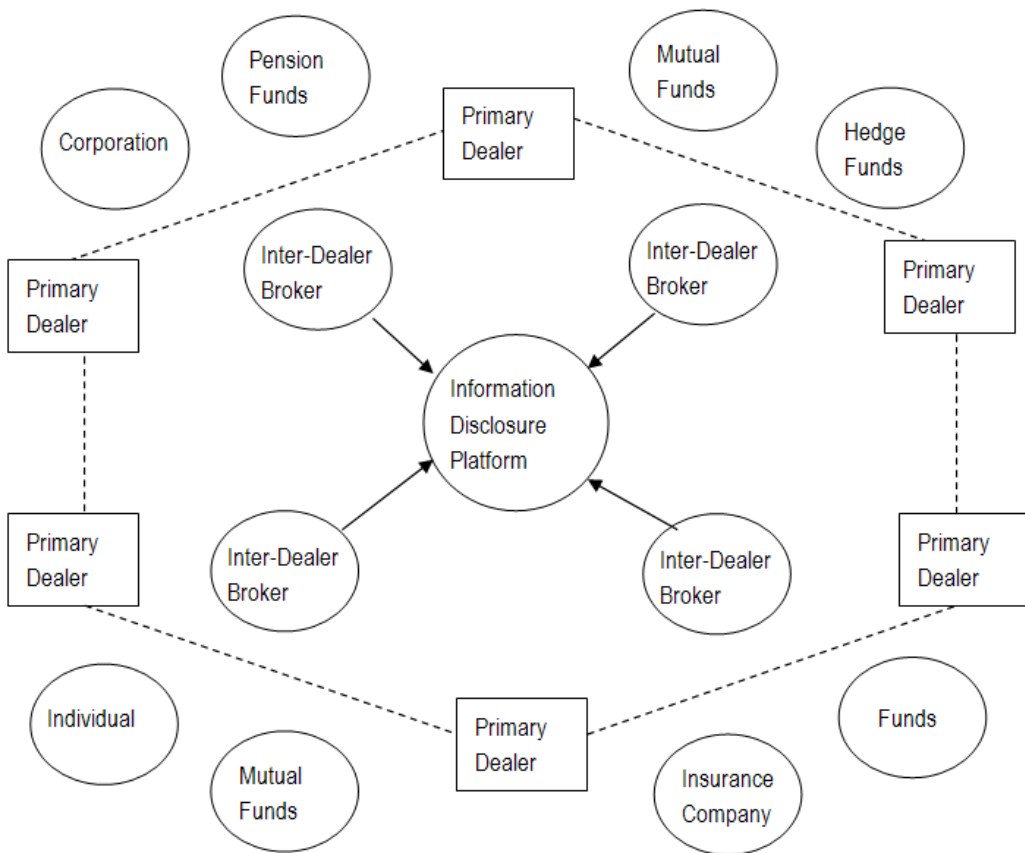 Pension
Funds
Mutual
Funds
Corporation
Primary
Dealer
Hedge
Funds
Inter-Dealer
Broker
Inter-Dealer
Broker
Primary
Dealer
Primary
Dealer
Information
Disclosure
Platform
Primary
Dealer
Inter-Dealer
Broker
Inter-Dealer
Broker
Primary
Dealer
Individual
Primary
Dealer
Funds
Mutual
Funds
Insurance
Company